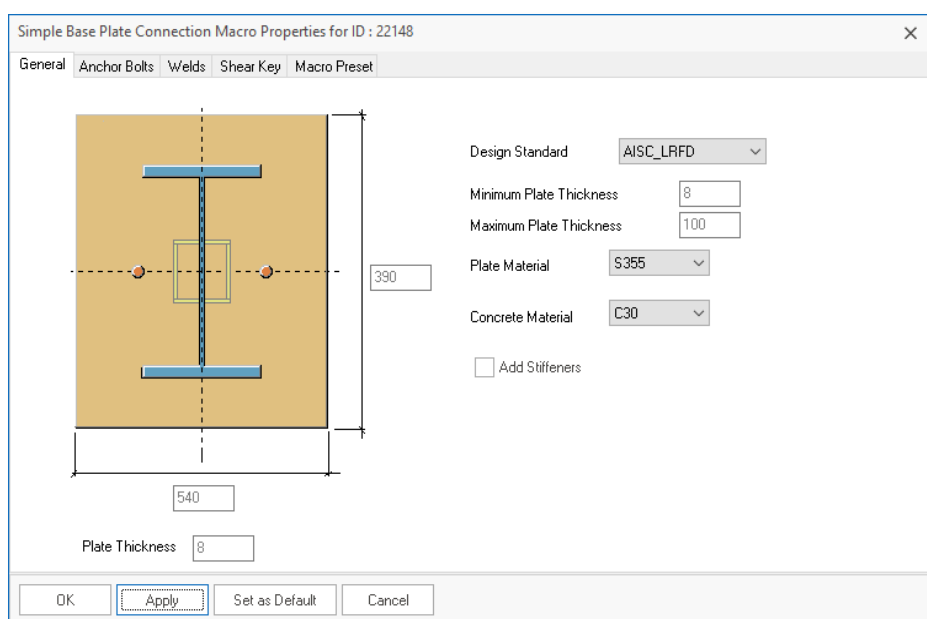 Simple Base Plate Connection Macro Properties for ID : 22148
General Anchor Bolts Welds Shear Key Macro Preset
Design Standard AISC_LRFD
Minimum Plate Thickness 8
Maximum Plate Thickness 100
390
Plate Material S355
Concrete Material C30
Add Stiffeners
540
Plate Thickness 8
OK Apply Set as Default Cancel